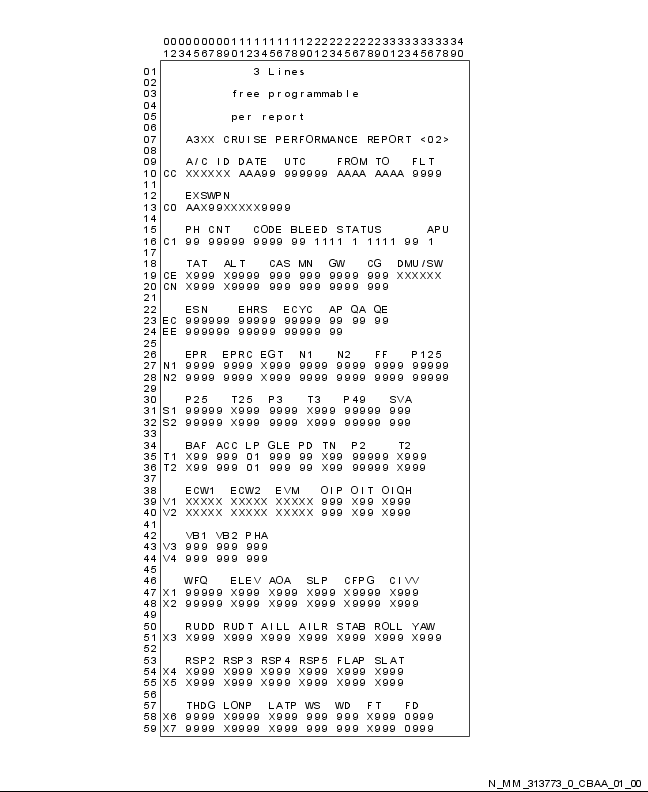 0000000001111111111222222222233333333334
1234567890123456789012345678901234567890
01 3 Lines
02
03 free programmable
04
05 per report
06
07 A3XX CRUISE PERFORMANCE REPORT <02>
08
09 A/C ID DATE UTC FROM TO FLT
10 CC XXXXXX AAA99 999999 AAAA AAAA 9999
11
12 EXSWPN
13 C0 AAX99XXXXX9999
14
15 PH CNT CODE BLEED STATUS APU
16 C1 99 99999 9999 99 1111 1 1111 99 1
17
18 TAT ALT CAS MN GW CG DMU/SW
19 CE X999 X9999 999 999 9999 999 XXXXXX
20 CN X999 X9999 999 999 9999 999
21
22 ESN EHRS ECYC AP QA QE
23 EC 999999 99999 99999 99 99 99
24 EE 999999 99999 99999 99
25
26 EPR EPRC EGT N1 N2 FF P125
27 N1 9999 9999 X999 9999 9999 9999 99999
28 N2 9999 9999 X999 9999 9999 9999 99999
29
30 P25 T25 P3 T3 P49 SVA
31 S1 99999 X999 9999 X999 99999 999
32 S2 99999 X999 9999 X999 99999 999
33
34 BAF ACC LP GLE PD TN P2 T2
35 T1 X99 999 01 999 99 X99 99999 X999
36 T2 X99 999 01 999 99 X99 99999 X999
37
38 ECW1 ECW2 EVM OIP OIT OIQH
39 V1 XXXXX XXXXX XXXXX 999 X99 X999
40 V2 XXXXX XXXXX XXXXX 999 X99 X999
41
42 VB1 VB2 PHA
43 V3 999 999 999
44 V4 999 999 999
45
46 WFQ ELEV AOA SLP CFPG CIVV
47 X1 99999 X999 X999 X999 X9999 X999
48 X2 99999 X999 X999 X999 X9999 X999
49
50 RUDD RUDT AILL AILR STAB ROLL YAW
51 X3 X999 X999 X999 X999 X999 X999 X999
52
53 RSP2 RSP3 RSP4 RSP5 FLAP SLAT
54 X4 X999 X999 X999 X999 X999 X999
55 X5 X999 X999 X999 X999 X999 X999
56
57 THDG LONP LATP WS WD FT FD
58 X6 9999 X9999 X9999 999 999 X999 0999
59 X7 9999 X9999 X9999 999 999 X999 0999
N_MM_313773_0_CBAA_01_00